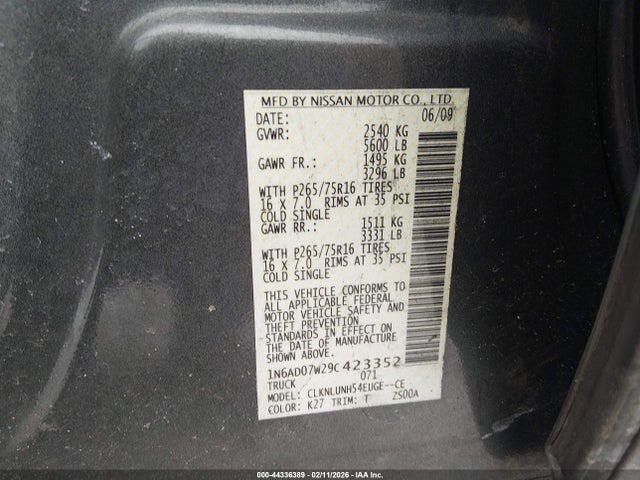 MFD BY NISSAN MOTOR CO., LTD.
DATE: 06/09
GVWR: 2540 KG
5600 LB
GAWR FR.: 1495 KG
3296 LB
WITH P265/75R16 TIRES
16 X 7.0 RIMS AT 35 PSI
COLD SINGLE
GAWR RR.: 1511 KG
3331 LB
WITH P265/75R16 TIRES
16 X 7.0 RIMS AT 35 PSI
COLD SINGLE
THIS VEHICLE CONFORMS TO
ALL APPLICABLE FEDERAL
MOTOR VEHICLE SAFETY AND
THEFT PREVENTION
STANDARDS IN EFFECT ON
THE DATE OF MANUFACTURE
SHOWN ABOVE.
1N6AD07W29C423352
TRUCK 071
MODEL: CLKNLUNH54EUGE--CE
COLOR: K27 TRIM: T ZS00A
000-44336389 - 02/11/2026 - IAA Inc.